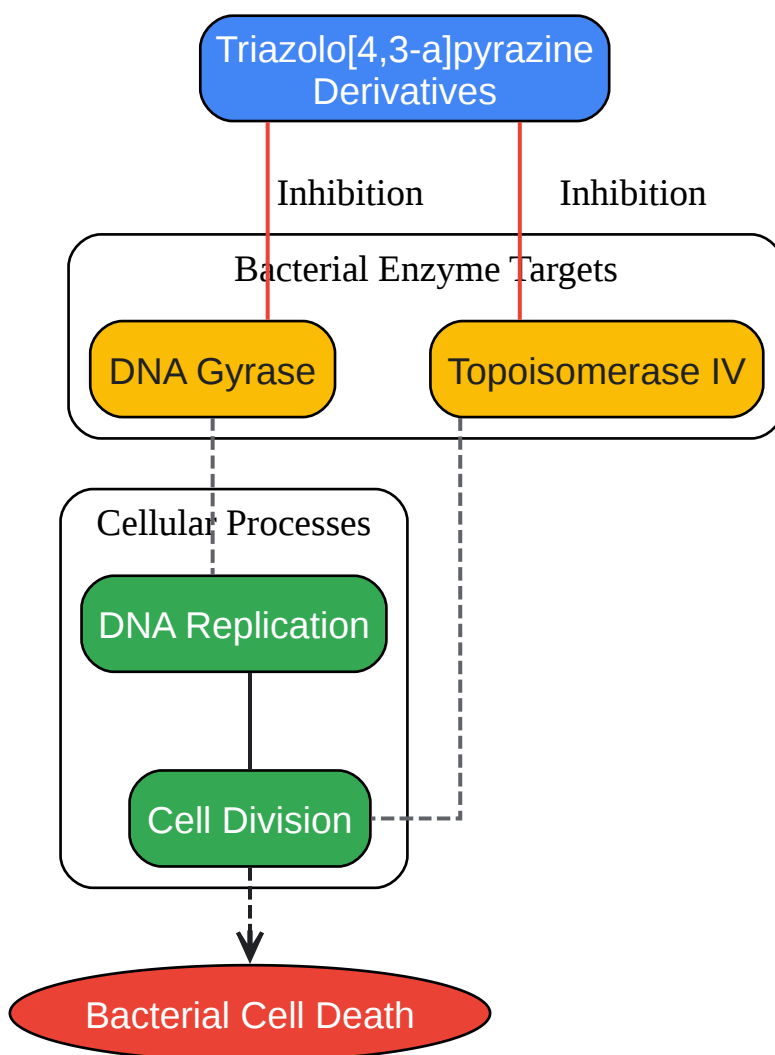 Triazolo[4,3-a]pyrazine
Derivatives
Inhibition
Inhibition
Bacterial Enzyme Targets
DNA Gyrase
Topoisomerase IV
Cellular Processes
DNA Replication
Cell Division
Bacterial Cell Death